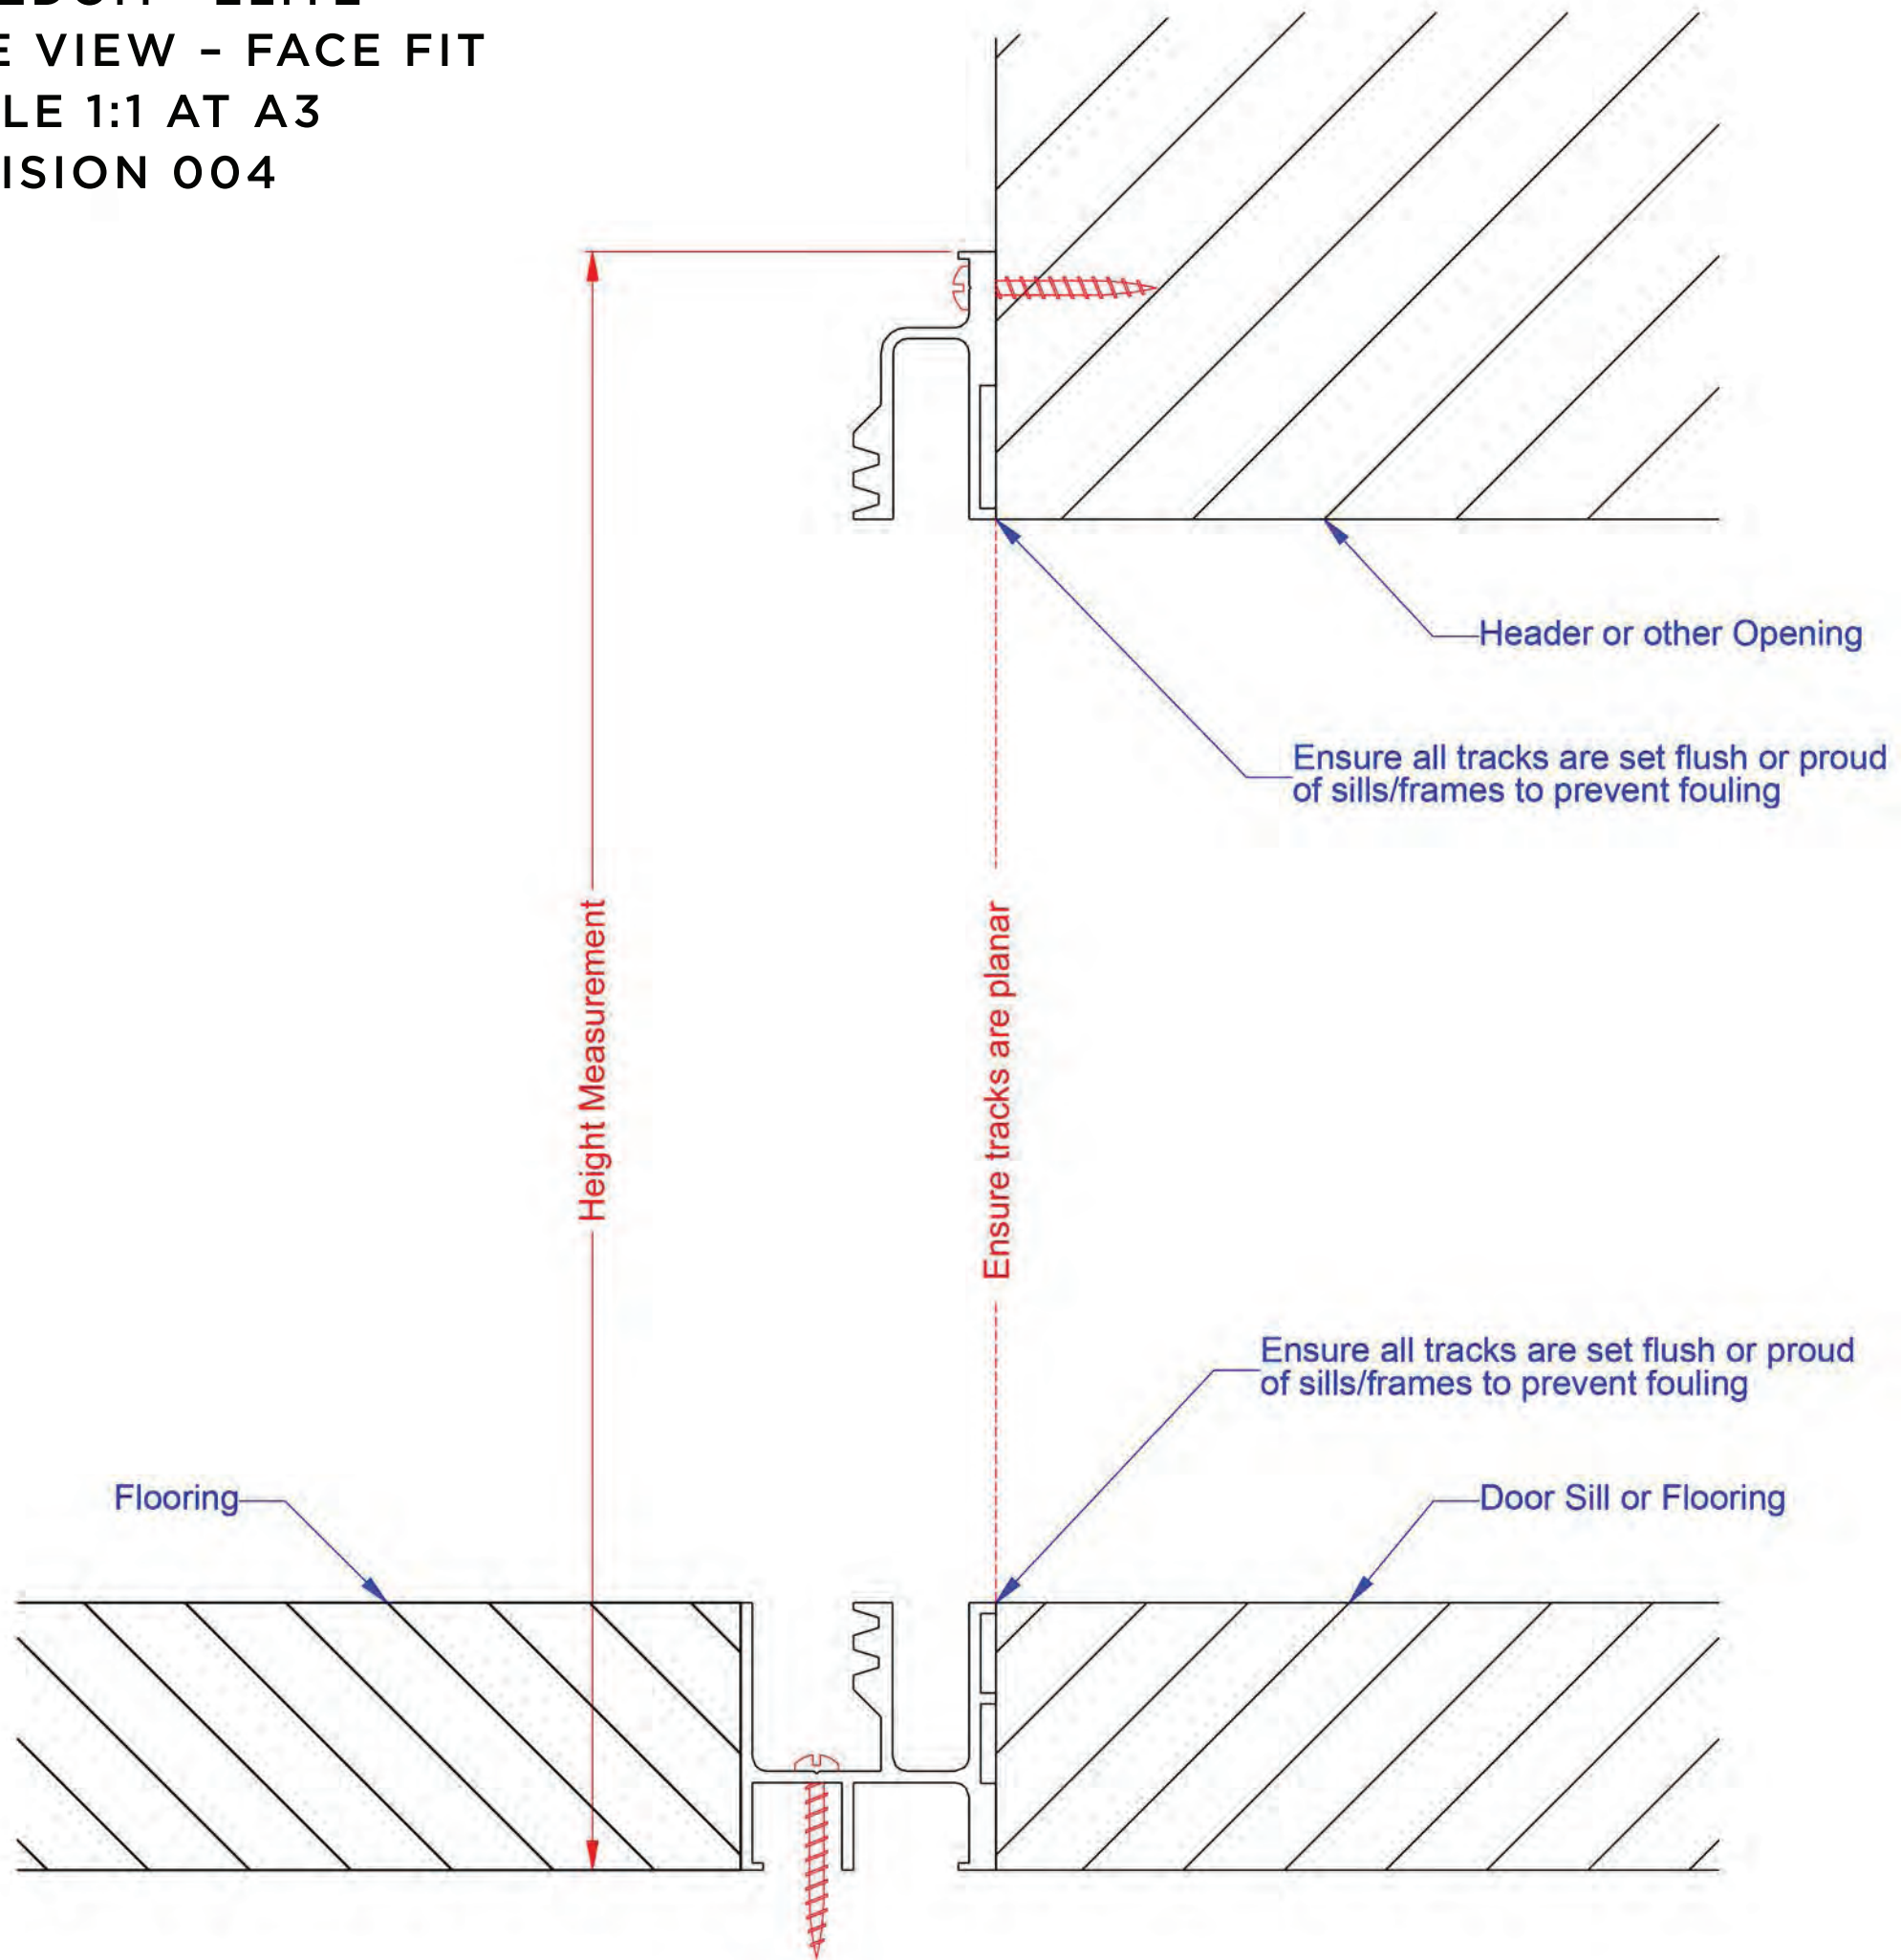 E VIEW – FACE FIT
LE 1:1 AT A3
ISION 004
Header or other Opening
Ensure all tracks are set flush or proud
of sills/frames to prevent fouling
Height Measurement
Ensure tracks are planar
Ensure all tracks are set flush or proud
of sills/frames to prevent fouling
Flooring
Door Sill or Flooring